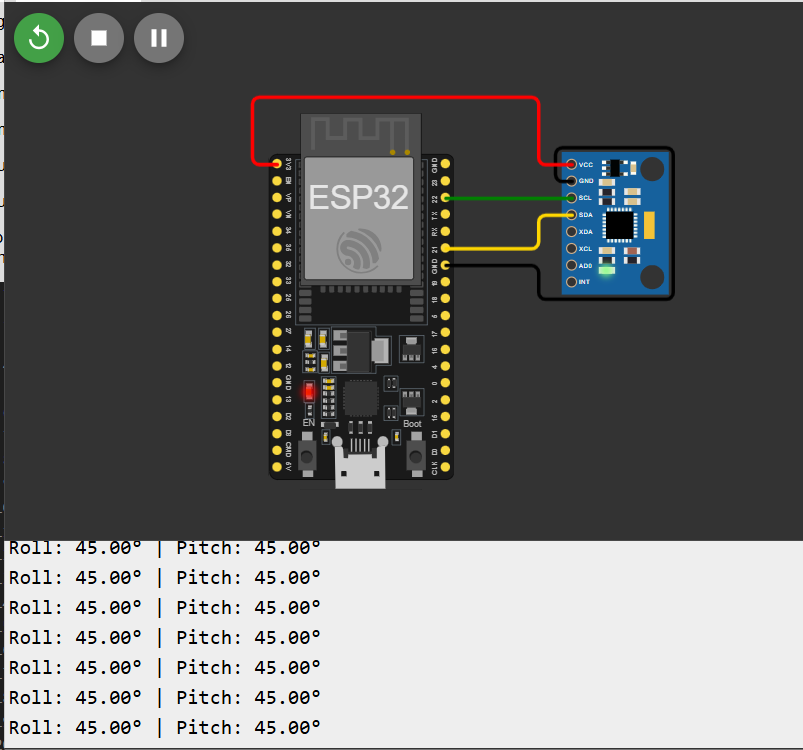 ESP32
3V3
EN
VP
VN
34
35
32
33
25
26
27
14
12
GND
13
D2
D3
CMD
5V
GND
23
22
TX
RX
21
GND
19
18
5
17
16
4
0
2
15
D1
D0
CLK
EN
Boot
VCC
GND
SCL
SDA
XDA
XCL
AD0
INT
Roll: 45.00° | Pitch: 45.00°
Roll: 45.00° | Pitch: 45.00°
Roll: 45.00° | Pitch: 45.00°
Roll: 45.00° | Pitch: 45.00°
Roll: 45.00° | Pitch: 45.00°
Roll: 45.00° | Pitch: 45.00°
Roll: 45.00° | Pitch: 45.00°